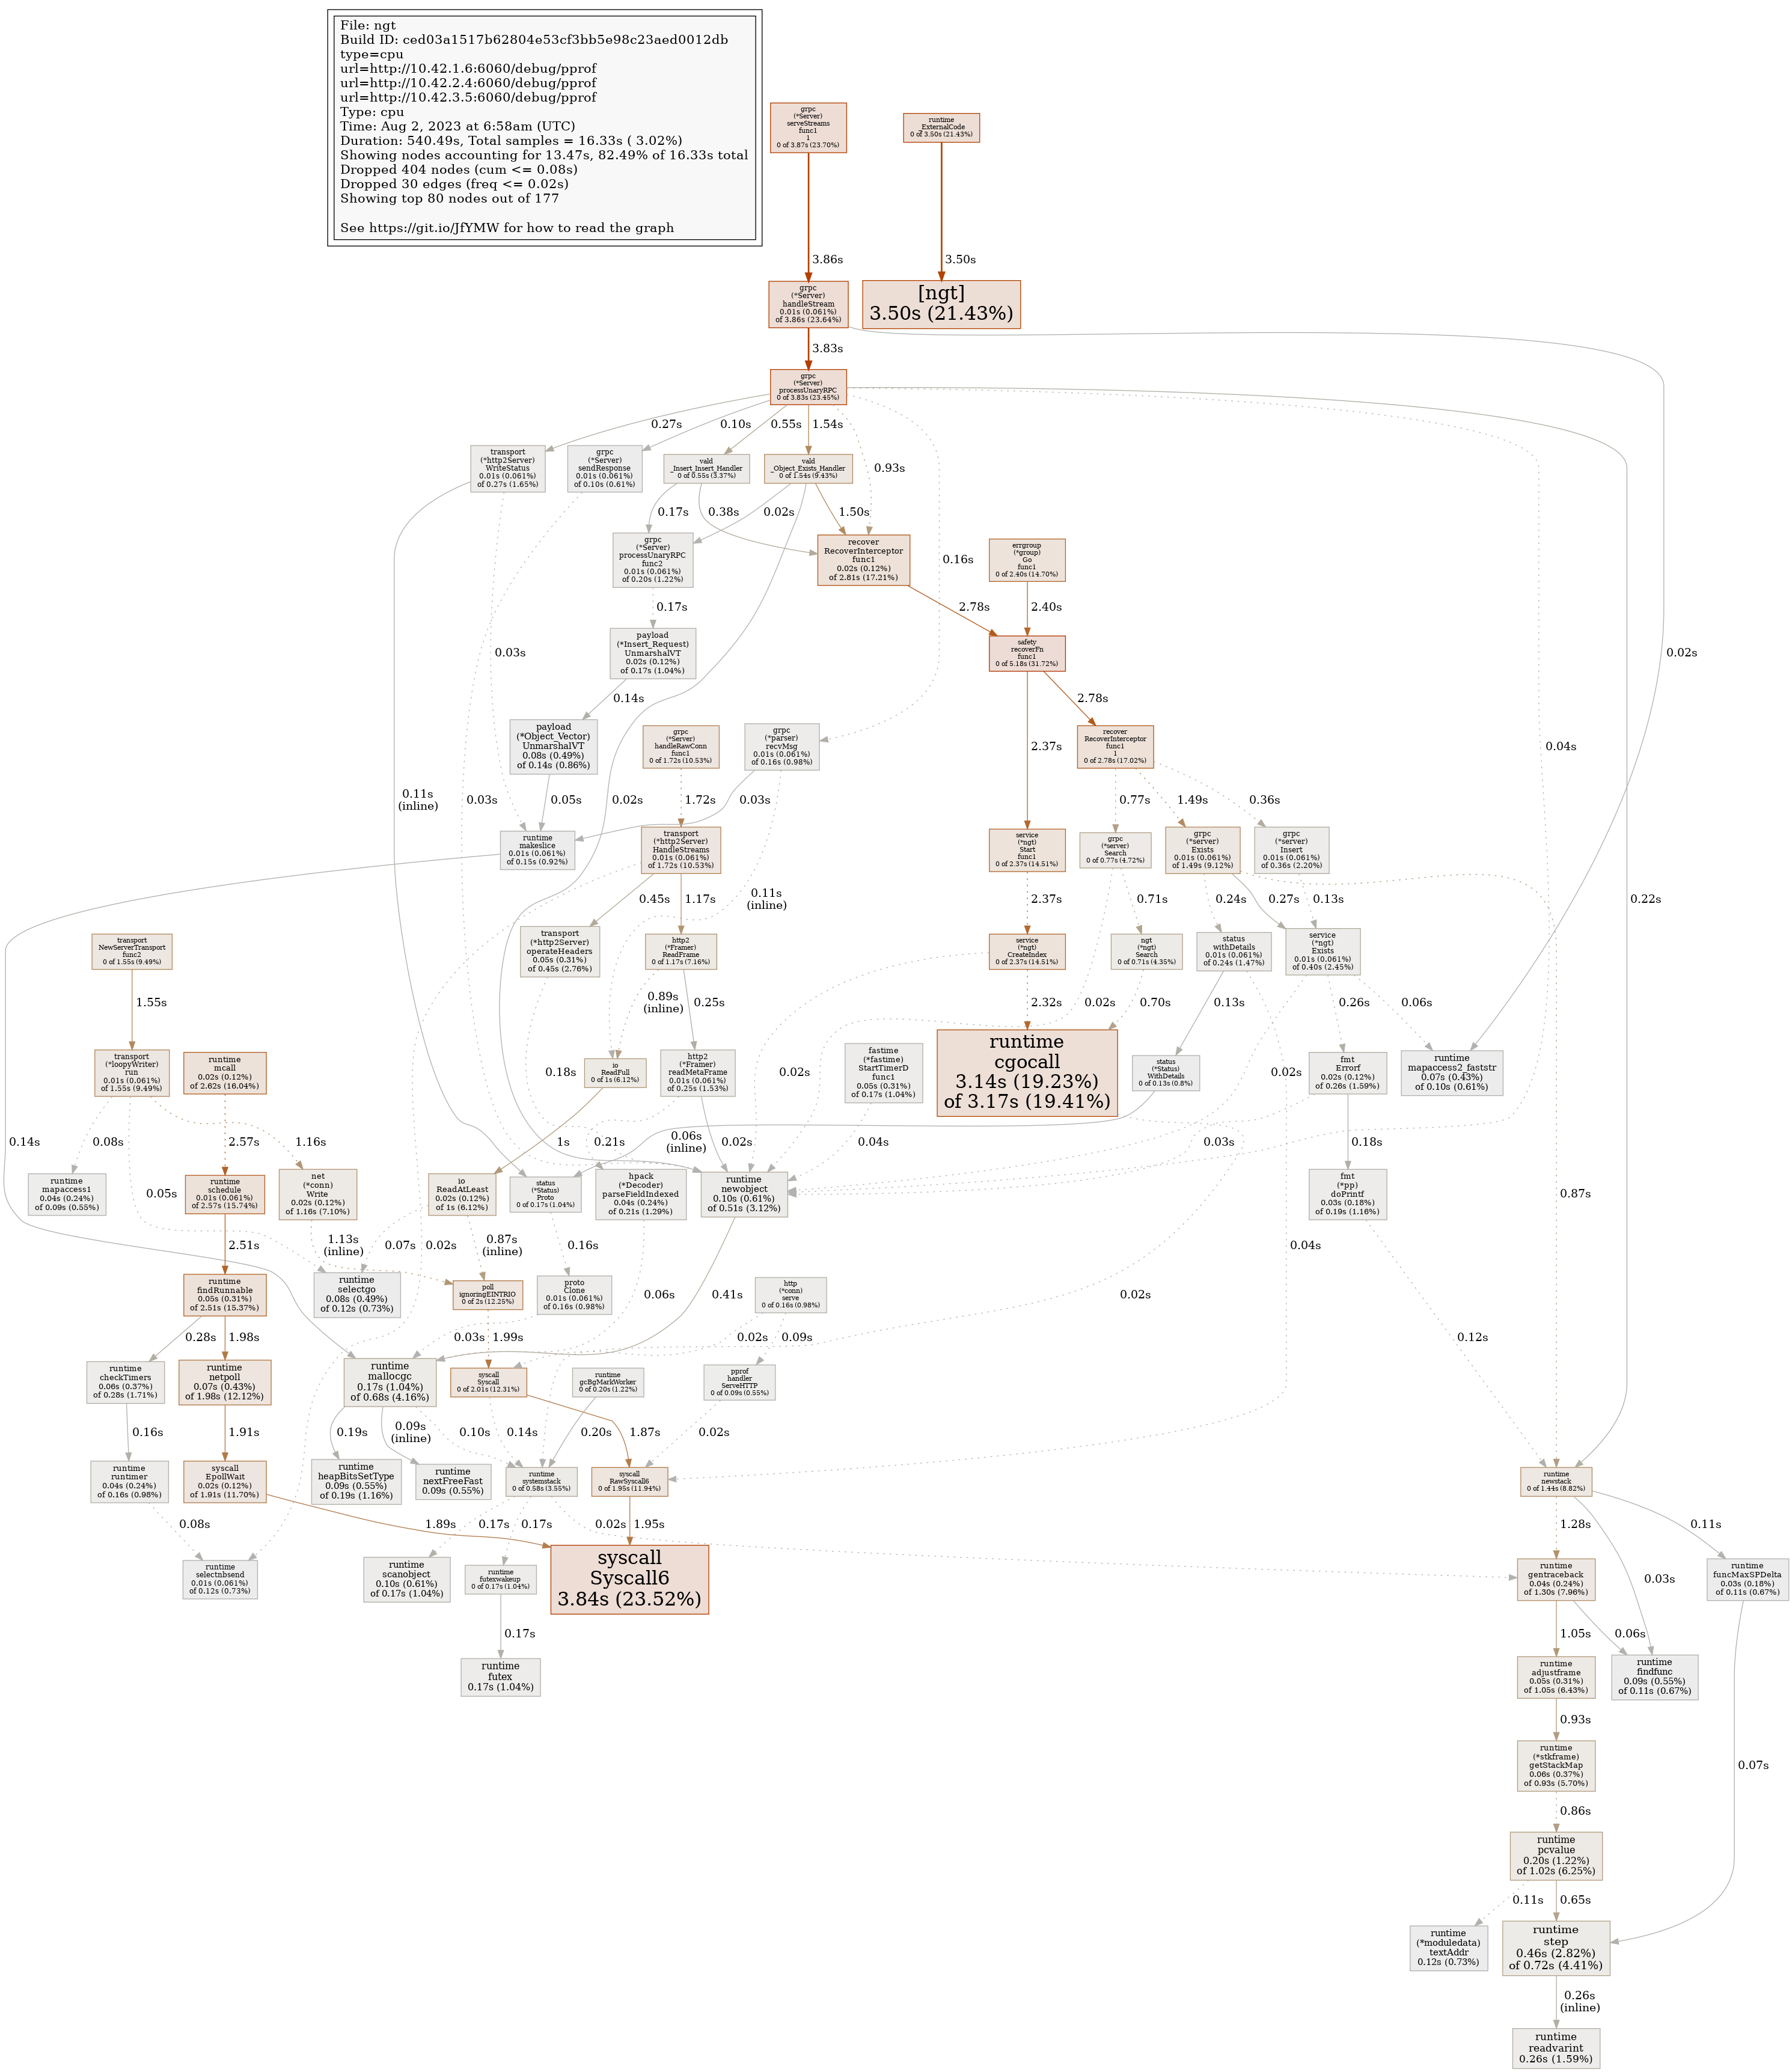 File: ngt
Build ID: ced03a1517b62804e53cf3bb5e98c23aed0012db
type=cpu
url=http://10.42.1.6:6060/debug/pprof
url=http://10.42.2.4:6060/debug/pprof
url=http://10.42.3.5:6060/debug/pprof
Type: cpu
Time: Aug 2, 2023 at 6:58am (UTC)
Duration: 540.49s, Total samples = 16.33s ( 3.02%)
Showing nodes accounting for 13.47s, 82.49% of 16.33s total
Dropped 404 nodes (cum <= 0.08s)
Dropped 30 edges (freq <= 0.02s)
Showing top 80 nodes out of 177
See https://git.io/JfYMW for how to read the graph
grpc
(*Server)
serveStreams
func1
1
0 of 3.87s (23.70%)
runtime
_ExternalCode
0 of 3.50s (21.43%)
3.86s
3.50s
grpc
(*Server)
handleStream
0.01s (0.061%)
of 3.86s (23.64%)
[ngt]
3.50s (21.43%)
3.83s
grpc
(*Server)
processUnaryRPC
0 of 3.83s (23.45%)
0.27s
0.10s
0.55s
1.54s
0.93s
transport
(*http2Server)
WriteStatus
0.01s (0.061%)
of 0.27s (1.65%)
grpc
(*Server)
sendResponse
0.01s (0.061%)
of 0.10s (0.61%)
vald
_Insert_Insert_Handler
0 of 0.55s (3.37%)
vald
_Object_Exists_Handler
0 of 1.54s (9.43%)
0.17s
0.38s
0.02s
1.50s
0.16s
grpc
(*Server)
processUnaryRPC
func2
0.01s (0.061%)
of 0.20s (1.22%)
recover
RecoverInterceptor
func1
0.02s (0.12%)
of 2.81s (17.21%)
errgroup
(*group)
Go
func1
0 of 2.40s (14.70%)
0.17s
2.78s
2.40s
0.03s
payload
(*Insert_Request)
UnmarshalVT
0.02s (0.12%)
of 0.17s (1.04%)
safety
recoverFn
func1
0 of 5.18s (31.72%)
0.02s
0.14s
2.78s
payload
(*Object_Vector)
UnmarshalVT
0.08s (0.49%)
of 0.14s (0.86%)
grpc
(*Server)
handleRawConn
func1
0 of 1.72s (10.53%)
grpc
(*parser)
recvMsg
0.01s (0.061%)
of 0.16s (0.98%)
2.37s
recover
RecoverInterceptor
func1
1
0 of 2.78s (17.02%)
0.04s
0.11s
(inline)
0.03s
0.05s
1.72s
0.02s
0.03s
0.77s
1.49s
0.36s
runtime
makeslice
0.01s (0.061%)
of 0.15s (0.92%)
transport
(*http2Server)
HandleStreams
0.01s (0.061%)
of 1.72s (10.53%)
service
(*ngt)
Start
func1
0 of 2.37s (14.51%)
grpc
(*server)
Search
0 of 0.77s (4.72%)
grpc
(*server)
Exists
0.01s (0.061%)
of 1.49s (9.12%)
grpc
(*server)
Insert
0.01s (0.061%)
of 0.36s (2.20%)
0.45s
1.17s
0.11s
(inline)
2.37s
0.71s
0.24s
0.27s
0.13s
0.22s
transport
NewServerTransport
func2
0 of 1.55s (9.49%)
transport
(*http2Server)
operateHeaders
0.05s (0.31%)
of 0.45s (2.76%)
http2
(*Framer)
ReadFrame
0 of 1.17s (7.16%)
service
(*ngt)
CreateIndex
0 of 2.37s (14.51%)
ngt
(*ngt)
Search
0 of 0.71s (4.35%)
status
withDetails
0.01s (0.061%)
of 0.24s (1.47%)
service
(*ngt)
Exists
0.01s (0.061%)
of 0.40s (2.45%)
1.55s
0.89s
(inline)
0.25s
2.32s
0.02s
0.70s
0.13s
0.26s
0.06s
transport
(*loopyWriter)
run
0.01s (0.061%)
of 1.55s (9.49%)
runtime
mcall
0.02s (0.12%)
of 2.62s (16.04%)
0.18s
io
ReadFull
0 of 1s (6.12%)
http2
(*Framer)
readMetaFrame
0.01s (0.061%)
of 0.25s (1.53%)
0.02s
fastime
(*fastime)
StartTimerD
func1
0.05s (0.31%)
of 0.17s (1.04%)
runtime
cgocall
3.14s (19.23%)
of 3.17s (19.41%)
status
(*Status)
WithDetails
0 of 0.13s (0.8%)
0.02s
fmt
Errorf
0.02s (0.12%)
of 0.26s (1.59%)
runtime
mapaccess2_faststr
0.07s (0.43%)
of 0.10s (0.61%)
0.14s
0.08s
2.57s
1.16s
1s
0.21s
0.06s
(inline)
0.02s
0.04s
0.03s
0.18s
runtime
mapaccess1
0.04s (0.24%)
of 0.09s (0.55%)
0.05s
runtime
schedule
0.01s (0.061%)
of 2.57s (15.74%)
net
(*conn)
Write
0.02s (0.12%)
of 1.16s (7.10%)
io
ReadAtLeast
0.02s (0.12%)
of 1s (6.12%)
status
(*Status)
Proto
0 of 0.17s (1.04%)
hpack
(*Decoder)
parseFieldIndexed
0.04s (0.24%)
of 0.21s (1.29%)
runtime
newobject
0.10s (0.61%)
of 0.51s (3.12%)
fmt
(*pp)
doPrintf
0.03s (0.18%)
of 0.19s (1.16%)
0.87s
2.51s
1.13s
(inline)
0.07s
0.02s
0.87s
(inline)
0.16s
0.04s
runtime
findRunnable
0.05s (0.31%)
of 2.51s (15.37%)
runtime
selectgo
0.08s (0.49%)
of 0.12s (0.73%)
poll
ignoringEINTRIO
0 of 2s (12.25%)
proto
Clone
0.01s (0.061%)
of 0.16s (0.98%)
0.06s
0.41s
http
(*conn)
serve
0 of 0.16s (0.98%)
0.02s
0.28s
1.98s
0.03s
1.99s
0.02s
0.09s
0.12s
runtime
checkTimers
0.06s (0.37%)
of 0.28s (1.71%)
runtime
netpoll
0.07s (0.43%)
of 1.98s (12.12%)
runtime
mallocgc
0.17s (1.04%)
of 0.68s (4.16%)
syscall
Syscall
0 of 2.01s (12.31%)
runtime
gcBgMarkWorker
0 of 0.20s (1.22%)
pprof
handler
ServeHTTP
0 of 0.09s (0.55%)
0.16s
1.91s
0.19s
0.09s
(inline)
0.10s
0.14s
0.20s
1.87s
0.02s
runtime
runtimer
0.04s (0.24%)
of 0.16s (0.98%)
syscall
EpollWait
0.02s (0.12%)
of 1.91s (11.70%)
runtime
heapBitsSetType
0.09s (0.55%)
of 0.19s (1.16%)
runtime
nextFreeFast
0.09s (0.55%)
runtime
systemstack
0 of 0.58s (3.55%)
syscall
RawSyscall6
0 of 1.95s (11.94%)
runtime
newstack
0 of 1.44s (8.82%)
0.08s
1.89s
0.17s
0.17s
0.02s
1.95s
1.28s
0.11s
runtime
selectnbsend
0.01s (0.061%)
of 0.12s (0.73%)
runtime
scanobject
0.10s (0.61%)
of 0.17s (1.04%)
runtime
futexwakeup
0 of 0.17s (1.04%)
syscall
Syscall6
3.84s (23.52%)
runtime
gentraceback
0.04s (0.24%)
of 1.30s (7.96%)
0.03s
runtime
funcMaxSPDelta
0.03s (0.18%)
of 0.11s (0.67%)
0.17s
1.05s
0.06s
runtime
futex
0.17s (1.04%)
runtime
adjustframe
0.05s (0.31%)
of 1.05s (6.43%)
runtime
findfunc
0.09s (0.55%)
of 0.11s (0.67%)
0.93s
0.07s
runtime
(*stkframe)
getStackMap
0.06s (0.37%)
of 0.93s (5.70%)
0.86s
runtime
pcvalue
0.20s (1.22%)
of 1.02s (6.25%)
0.11s
0.65s
runtime
(*moduledata)
textAddr
0.12s (0.73%)
runtime
step
0.46s (2.82%)
of 0.72s (4.41%)
0.26s
(inline)
runtime
readvarint
0.26s (1.59%)